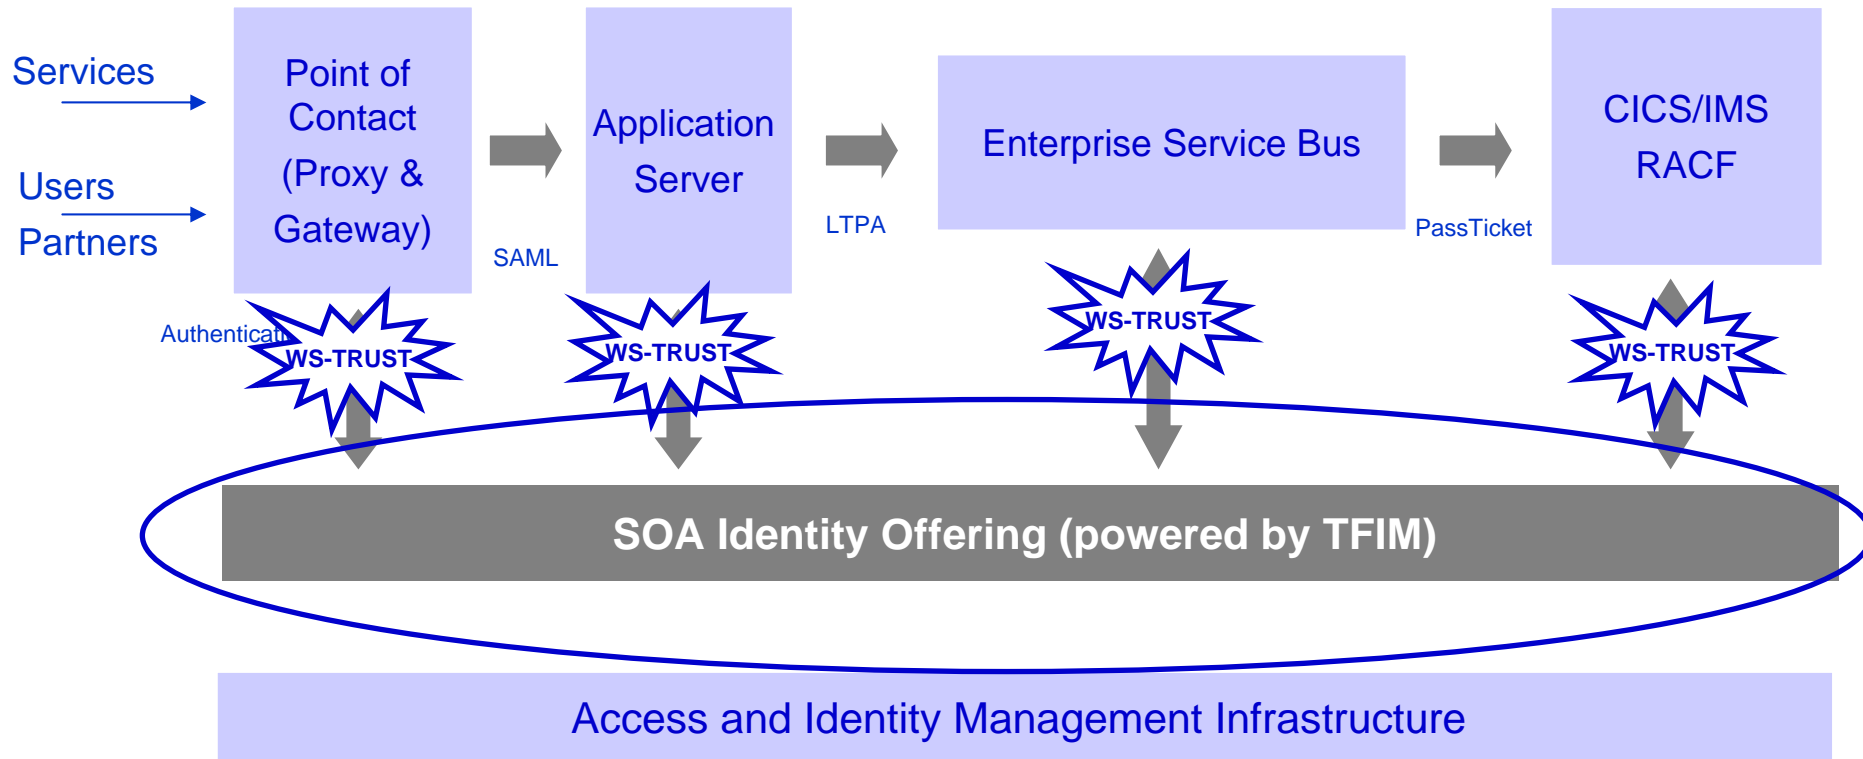 Services
Users
Partners
Point of
Contact
(Proxy &
Gateway)
SAML
Application
Server
LTPA
Enterprise Service Bus
PassTicket
CICS/IMS
RACF
WS-TRUST
WS-TRUST
WS-TRUST
WS-TRUST
SOA Identity Offering (powered by TFIM)
Access and Identity Management Infrastructure